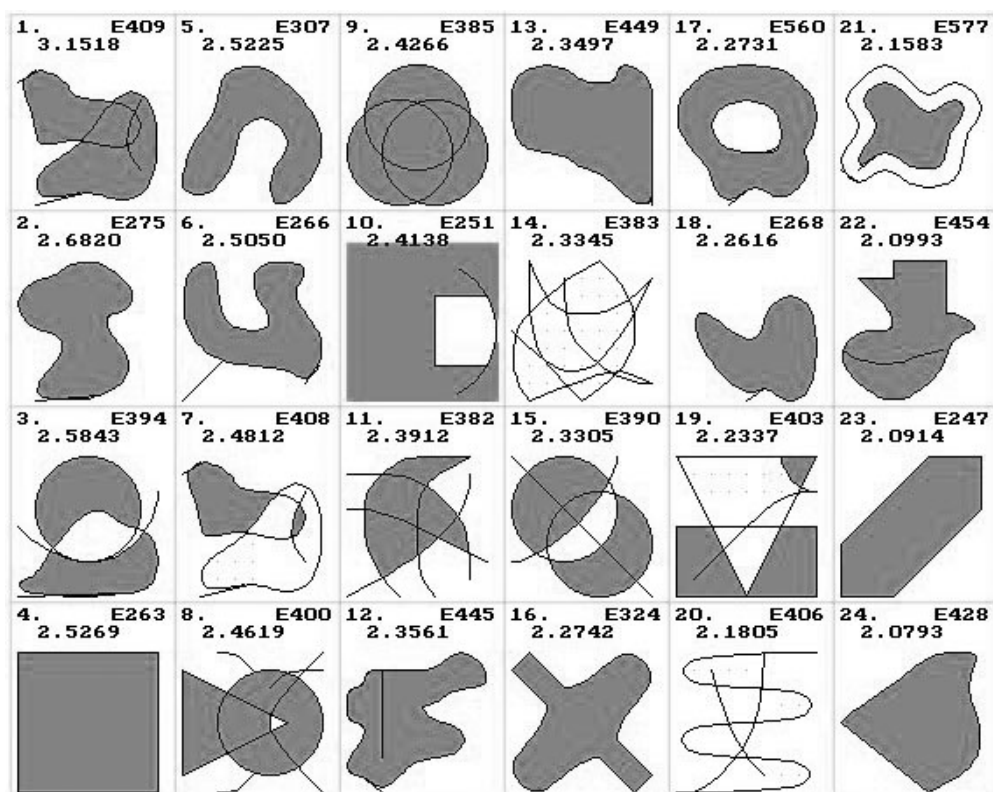 1. E409
3.1518
5. E307
2.5225
9. E385
2.4266
13. E449
2.3497
17. E560
2.2731
21. E577
2.1583
2. E275
2.6820
6. E266
2.5050
10. E251
2.4138
14. E383
2.3345
18. E268
2.2616
22. E454
2.0993
3. E394
2.5843
7. E408
2.4812
11. E382
2.3912
15. E390
2.3305
19. E403
2.2337
23. E247
2.0914
4. E263
2.5269
8. E400
2.4619
12. E445
2.3561
16. E324
2.2742
20. E406
2.1805
24. E428
2.0793